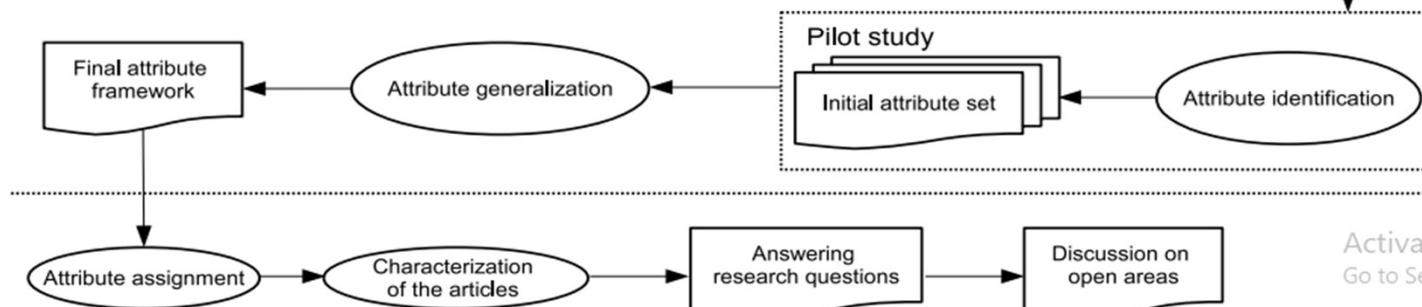 Pilot study
Final attribute
framework
Attribute generalization
Initial attribute set
Attribute identification
Attribute assignment
Characterization
of the articles
Answering
research questions
Discussion on
open areas
Activa
Go to Se